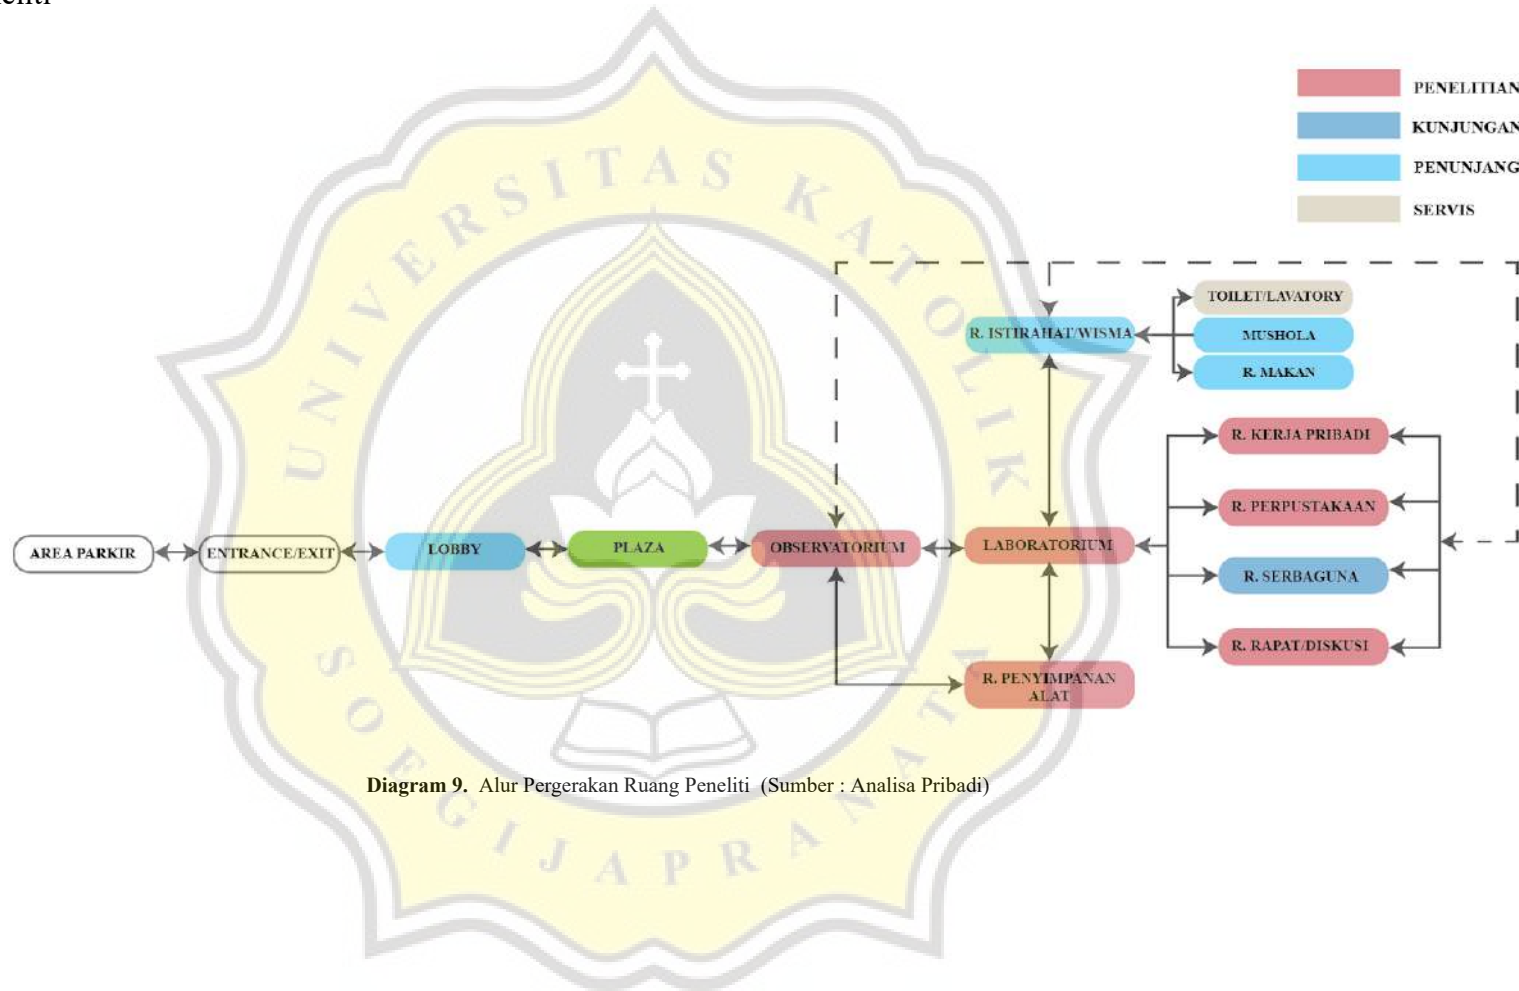 PENELITIAN
KUNJUNGAN
PENUNJANG
SERVIS
UNIVERSITAS KATOLIK
SOEGIJAPRANATA
TOILET/LAVATORY
R. ISTIRAHAT/WISMA
MUSHOLA
R. MAKAN
R. KERJA PRIBADI
R. PERPUSTAKAAN
AREA PARKIR
ENTRANCE/EXIT
LOBBY
PLAZA
OBSERVATORIUM
LABORATORIUM
R. SERBAGUNA
R. RAPAT/DISKUSI
R. PENYIMPANAN
ALAT
Diagram 9. Alur Pergerakan Ruang Peneliti (Sumber : Analisa Pribadi)